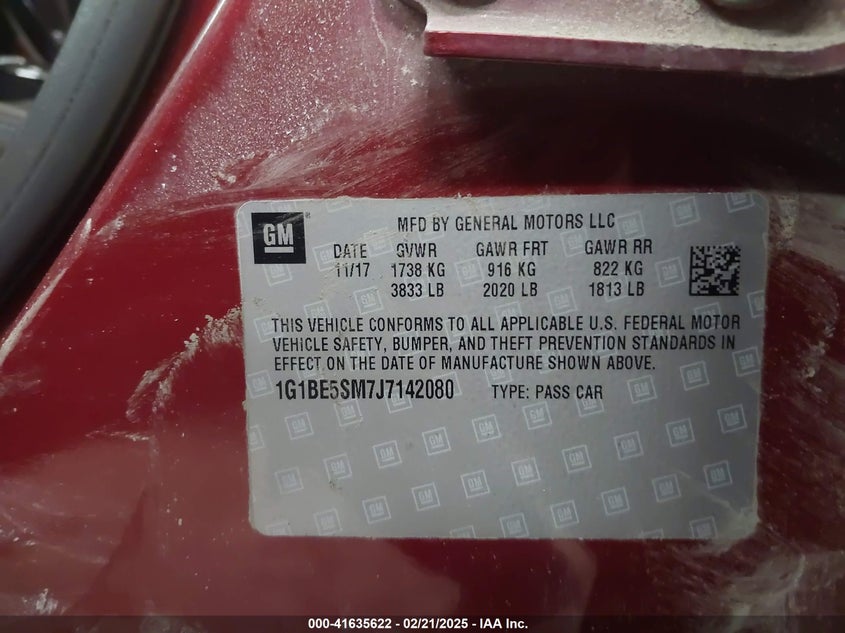 GM
MFD BY GENERAL MOTORS LLC
DATE GVWR GAWR FRT GAWR RR
11/17 1738 KG 916 KG 822 KG
3833 LB 2020 LB 1813 LB
THIS VEHICLE CONFORMS TO ALL APPLICABLE U.S. FEDERAL MOTOR
VEHICLE SAFETY, BUMPER, AND THEFT PREVENTION STANDARDS IN
EFFECT ON THE DATE OF MANUFACTURE SHOWN ABOVE.
1G1BE5SM7J7142080 TYPE: PASS CAR
000-41635622 - 02/21/2025 - IAA Inc.